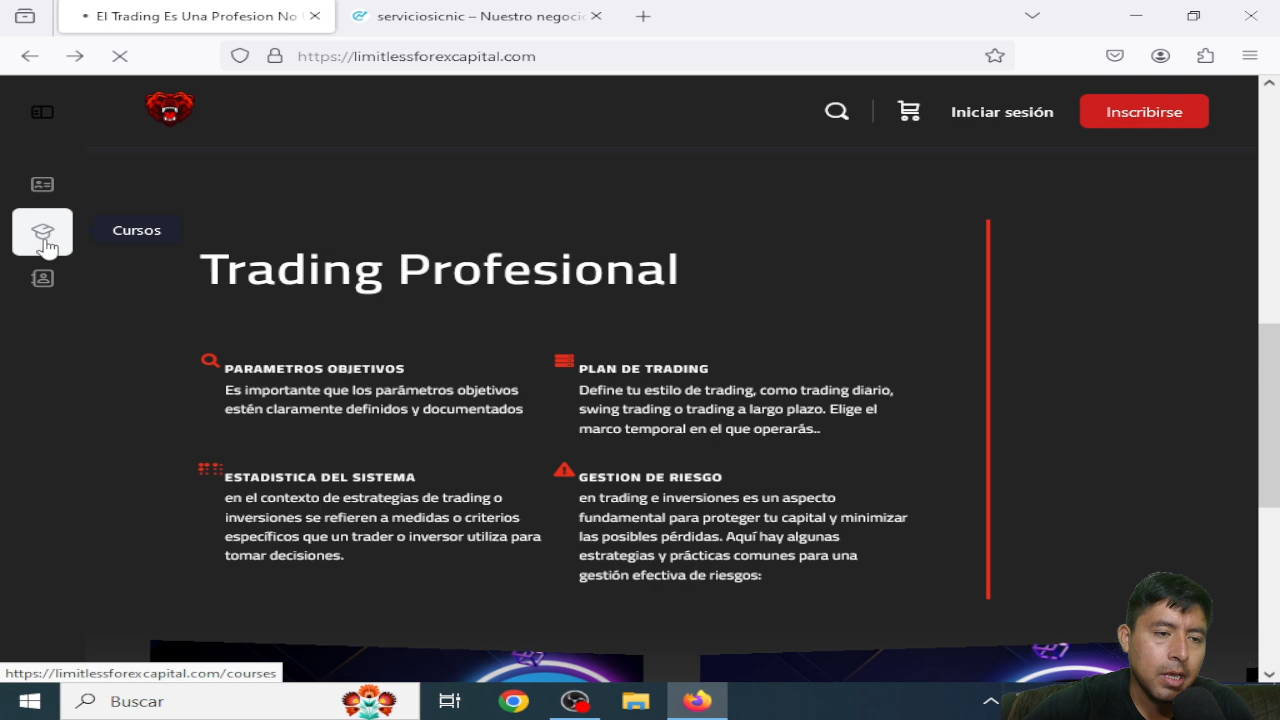 El Trading Es Una Profesion No
serviciosicnic – Nuestro negoci
https://limitlessforexcapital.com
Iniciar sesión
Inscribirse
Cursos
Trading Profesional
PARAMETROS OBJETIVOS
Es importante que los parámetros objetivos
estén claramente definidos y documentados
PLAN DE TRADING
Define tu estilo de trading, como trading diario,
swing trading o trading a largo plazo. Elige el
marco temporal en el que operarás..
ESTADISTICA DEL SISTEMA
en el contexto de estrategias de trading o
inversiones se refieren a medidas o criterios
específicos que un trader o inversor utiliza para
tomar decisiones.
GESTION DE RIESGO
en trading e inversiones es un aspecto
fundamental para proteger tu capital y minimizar
las posibles pérdidas. Aquí hay algunas
estrategias y prácticas comunes para una
gestión efectiva de riesgos:
https://limitlessforexcapital.com/courses
Buscar